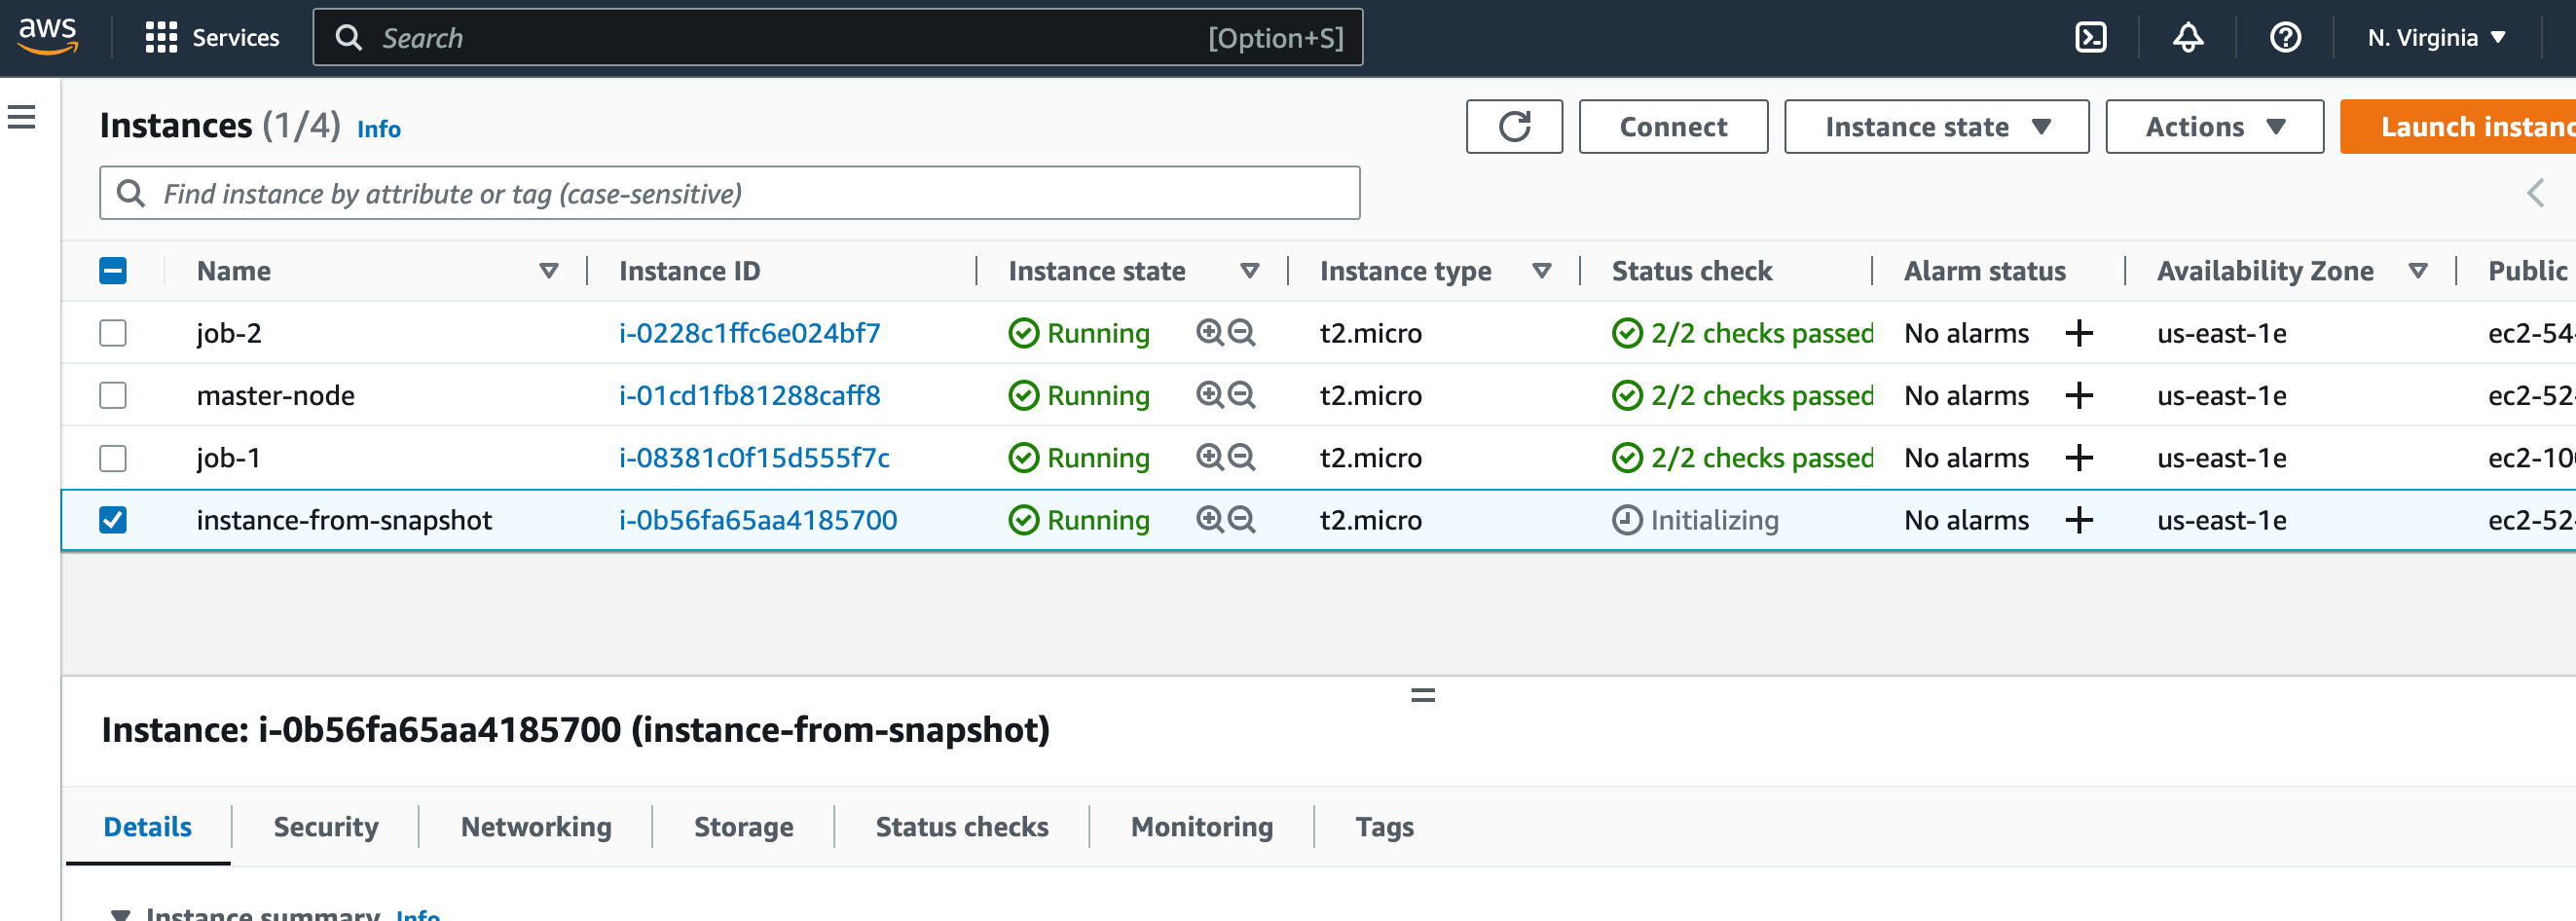 aws Services Search [Option+S] N. Virginia
Instances (1/4) Info Connect Instance state Actions Launch
Find instance by attribute or tag (case-sensitive)
Name Instance ID Instance state Instance type Status check Alarm status Availability Zone Public
job-2 i-0228c1ffc6e024bf7 Running t2.micro 2/2 checks passed No alarms + us-east-1e ec2-54-
master-node i-01cd1fb81288caff8 Running t2.micro 2/2 checks passed No alarms + us-east-1e ec2-52-
job-1 i-08381c0f15d555f7c Running t2.micro 2/2 checks passed No alarms + us-east-1e ec2-10
instance-from-snapshot i-0b56fa65aa4185700 Running t2.micro Initializing No alarms + us-east-1e ec2-52-
Instance: i-0b56fa65aa4185700 (instance-from-snapshot)
Details Security Networking Storage Status checks Monitoring Tags
Instance summary Info